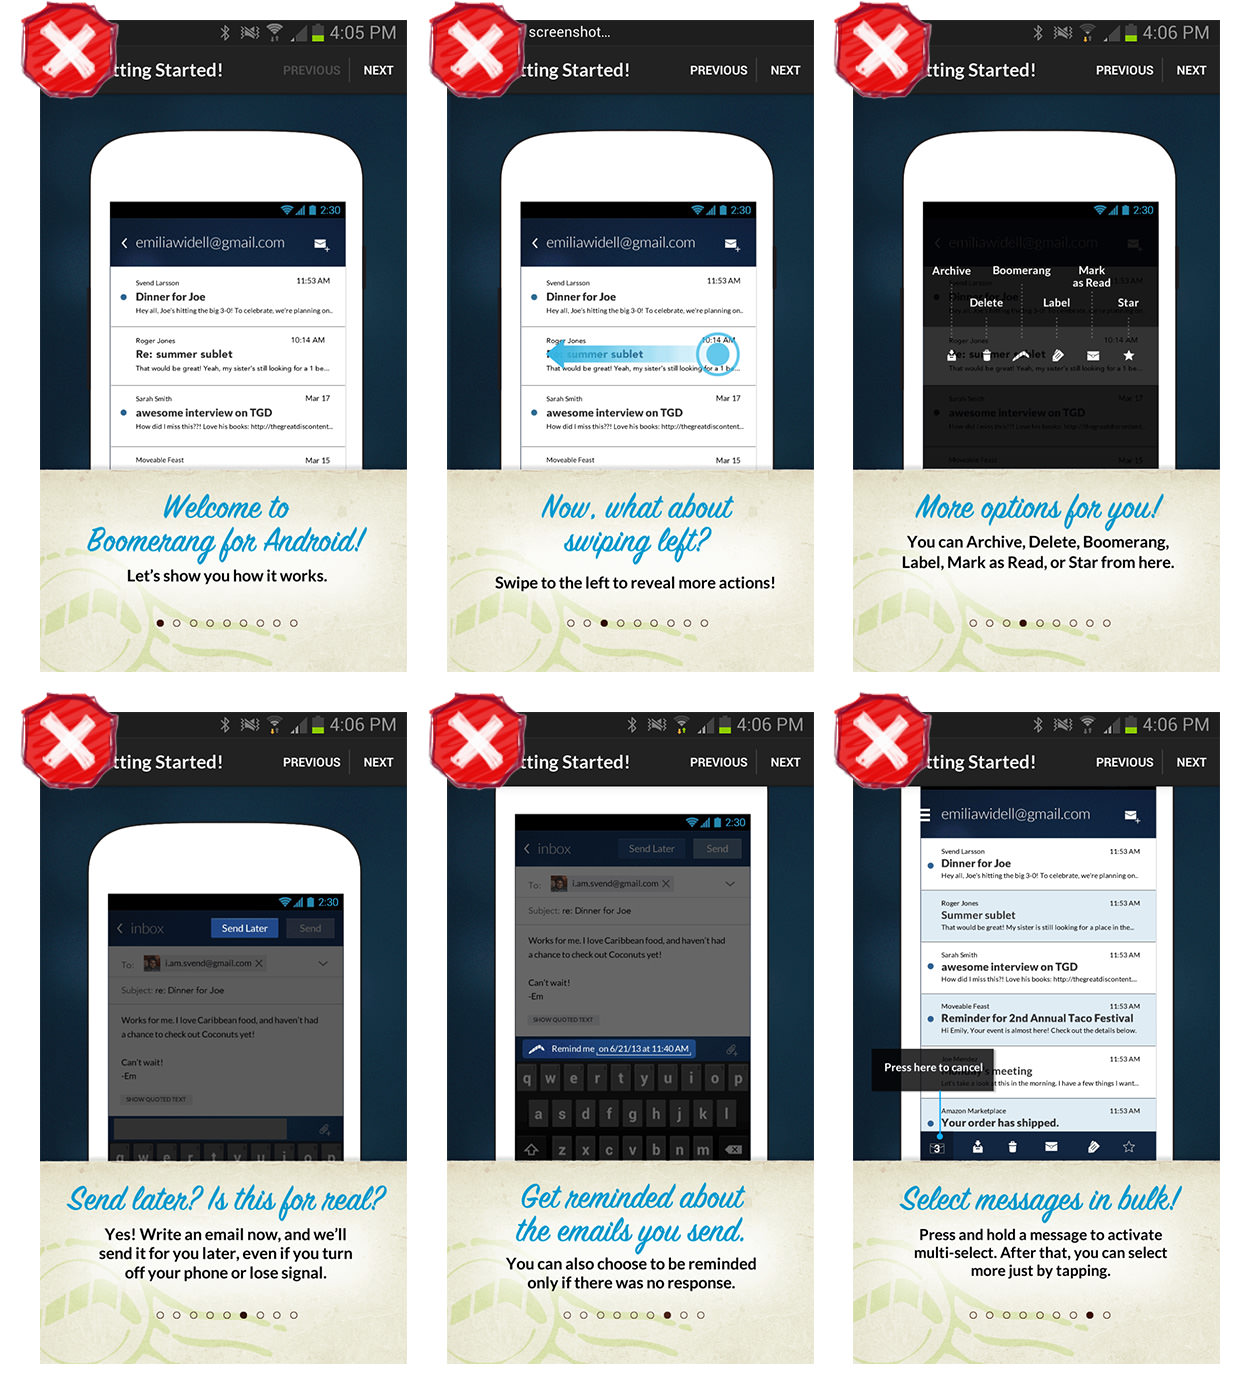 4:05 PM
tting Started!
PREVIOUS
NEXT
2:30
emiliawidell@gmail.com
Svend Larsson
11:53 AM
Dinner for Joe
Hey all, Joe's hitting the big 3-0! To celebrate, we're planning on..
Roger Jones
10:14 AM
Re: summer sublet
That would be great! Yeah, my sister's still looking for a 1 be...
Sarah Smith
Mar 17
awesome interview on TGD
How did I miss this??! Love his books: http://thegreatdiscontent...
Moveable Feast
Mar 15
Welcome to
Boomerang for Android!
Let's show you how it works.
screenshot...
tting Started!
PREVIOUS
NEXT
2:30
emiliawidell@gmail.com
Svend Larsson
11:53 AM
Dinner for Joe
Hey all, Joe's hitting the big 3-0! To celebrate, we're planning on..
Roger Jones
10:14 AM
summer sublet
That would be great! Yeah, my sister's still looking for a 1 be...
Sarah Smith
Mar 17
awesome interview on TGD
How did I miss this??! Love his books: http://thegreatdiscontent...
Moveable Feast
Mar 15
Now, what about
swiping left?
Swipe to the left to reveal more actions!
4:06 PM
tting Started!
PREVIOUS
NEXT
2:30
emiliawidell@gmail.com
Archive
Boomerang
Mark
as Read
Delete
Label
Star
Sarah Smith
Mar 17
awesome interview on TGD
How did I miss this??! Love his books: http://thegreatdiscontent...
Moveable Feast
Mar 15
More options for you!
You can Archive, Delete, Boomerang,
Label, Mark as Read, or Star from here.
4:06 PM
tting Started!
PREVIOUS
NEXT
2:30
inbox
Send Later
Send
To:
i.am.svend@gmail.com
Subject: re: Dinner for Joe
Works for me. I love Caribbean food, and haven't had
a chance to check out Coconuts yet!
Can't wait!
-Em
SHOW QUOTED TEXT
q w e r t y u i o p
Send later? Is this for real?
Yes! Write an email now, and we'll
send it for you later, even if you turn
off your phone or lose signal.
4:06 PM
tting Started!
PREVIOUS
NEXT
2:30
inbox
Send Later
Send
To:
i.am.svend@gmail.com
Subject: re: Dinner for Joe
Works for me. I love Caribbean food, and haven't had
a chance to check out Coconuts yet!
Can't wait!
-Em
SHOW QUOTED TEXT
Remind me on 6/21/13 at 11:40 AM
q w e r t y u i o p
a s d f g h j k l
z x c v b n m
Get reminded about
the emails you send.
You can also choose to be reminded
only if there was no response.
4:06 PM
tting Started!
PREVIOUS
NEXT
emiliawidell@gmail.com
Svend Larsson
11:53 AM
Dinner for Joe
Hey all, Joe's hitting the big 3-0! To celebrate, we're planning on..
Roger Jones
11:53 AM
Summer sublet
That would be great! My sister is still looking for a place in the...
Sarah Smith
11:53 AM
awesome interview on TGD
How did I miss this?! Love his books: http://thegreatdiscontent....
Moveable Feast
11:53 AM
Reminder for 2nd Annual Taco Festival
Hi Emily, Your event is almost here! Check out the details below.
Joe Mendez
11:53 AM
Press here to cancel
meeting
Let's take a look at this in the morning. I have a few things I want...
Amazon Marketplace
11:53 AM
Your order has shipped.
3
Select messages in bulk!
Press and hold a message to activate
multi-select. After that, you can select
more just by tapping.